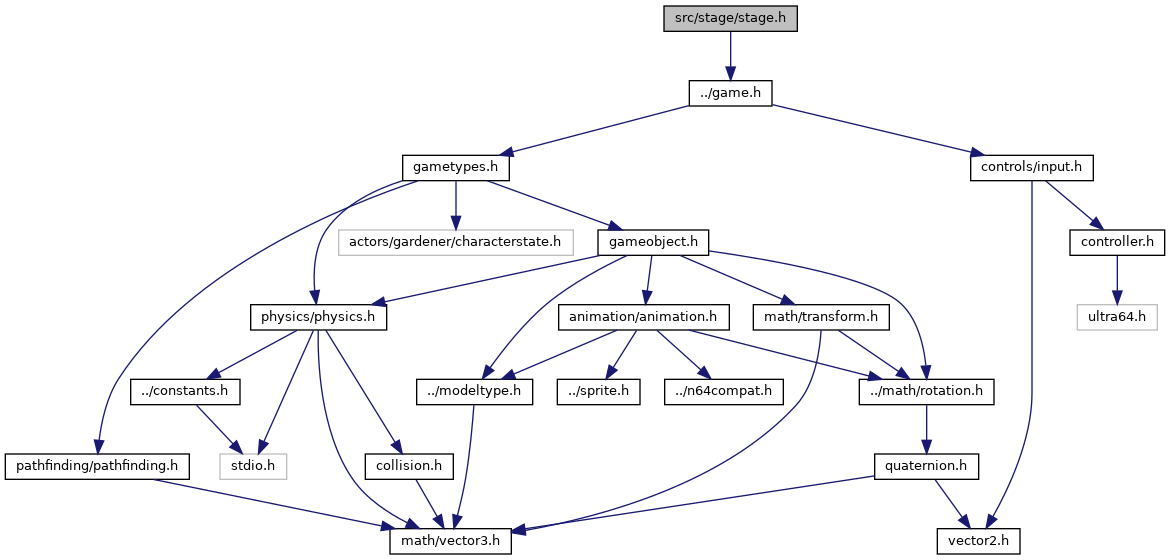 src/stage/stage.h
../game.h
gametypes.h
controls/input.h
actors/gardener/characterstate.h
gameobject.h
controller.h
physics/physics.h
animation/animation.h
math/transform.h
ultra64.h
../constants.h
../modeltype.h
../sprite.h
../n64compat.h
../math/rotation.h
pathfinding/pathfinding.h
stdio.h
collision.h
quaternion.h
math/vector3.h
vector2.h